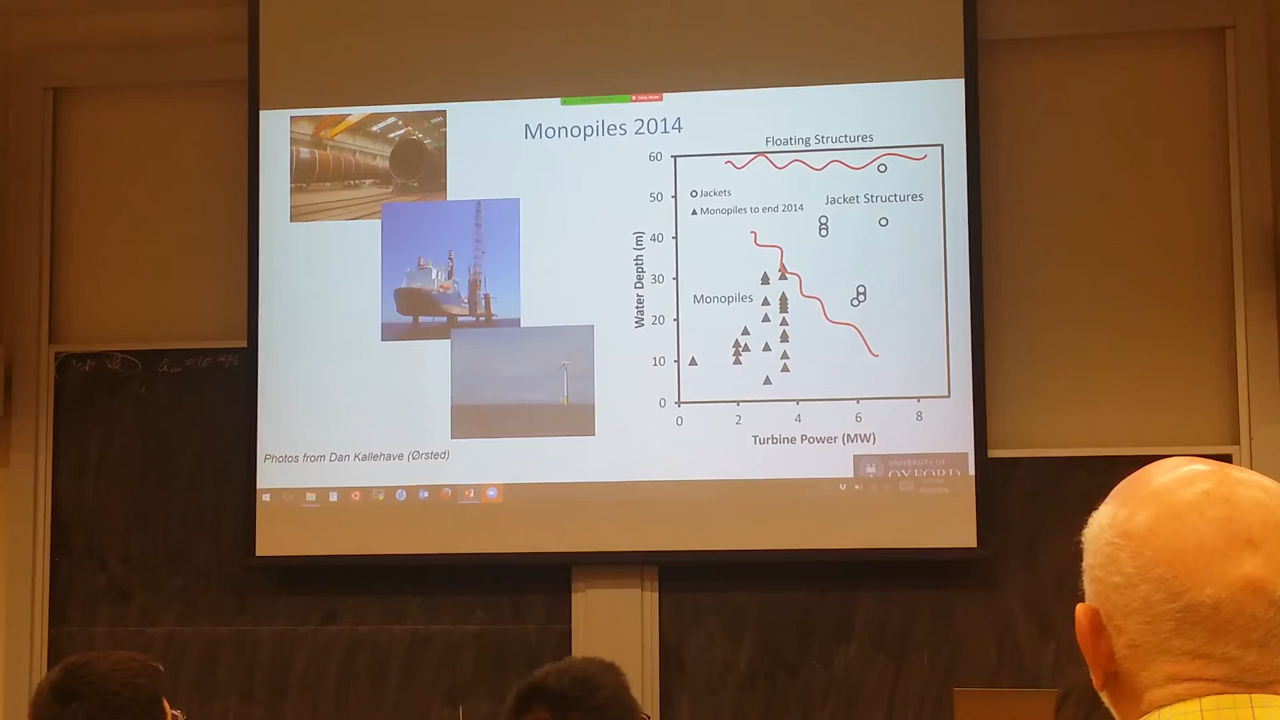 Monopiles 2014
Floating Structures
60
50
40
30
20
10
0
Water Depth (m)
Jackets
Monopiles to end 2014
Jacket Structures
Monopiles
0
2
4
6
8
Turbine Power (MW)
Photos from Dan Kallehave (Ørsted)
UNIVERSITY OF
OXFORD